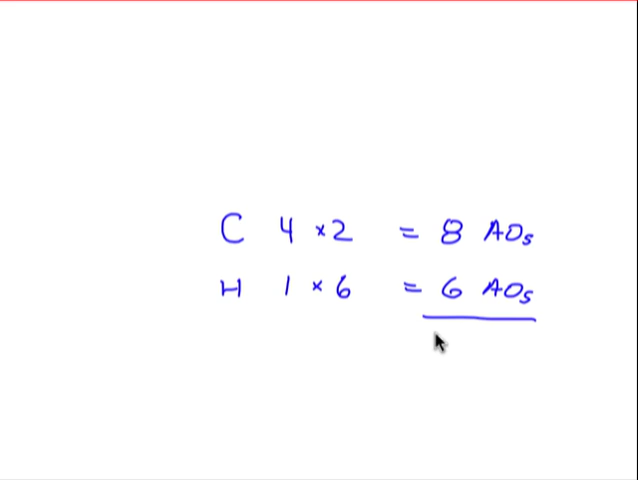 C 4 × 2 = 8 AOs
H 1 × 6 = 6 AOs